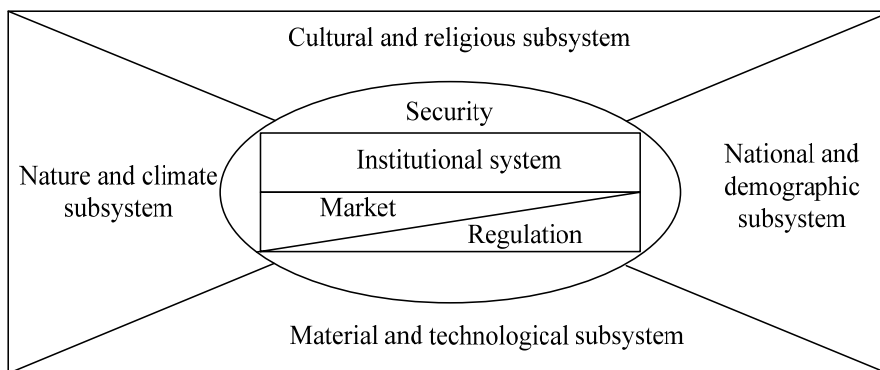 Cultural and religious subsystem
Security
Institutional system
Nature and climate
subsystem
Market
Regulation
National and
demographic
subsystem
Material and technological subsystem